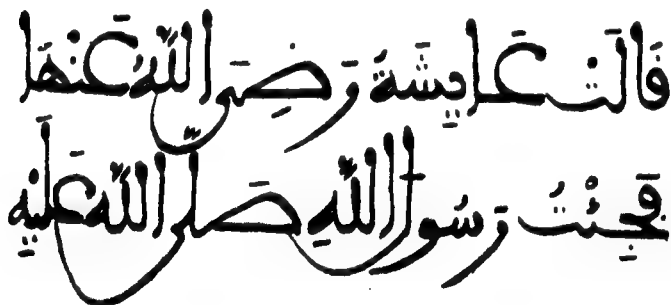 قَالَتْ عَايِشَةُ رَضِىَ اللّٰهُ عَنْهَا
فَجِئْتُ رَسُولَ اللّٰهِ صَلَّى اللّٰهُ عَلَيْهِ